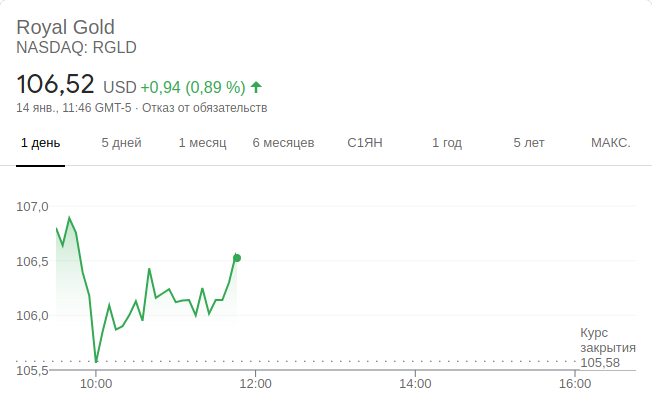 Royal Gold
NASDAQ: RGLD
106,52 USD +0,94 (0,89 %)
14 янв., 11:46 GMT-5 · Отказ от обязательств
1 день 5 дней 1 месяц 6 месяцев С1ЯН 1 год 5 лет МАКС.
107,0
106,5
106,0
Курс
закрытия
105,58
105,5
10:00 12:00 14:00 16:00